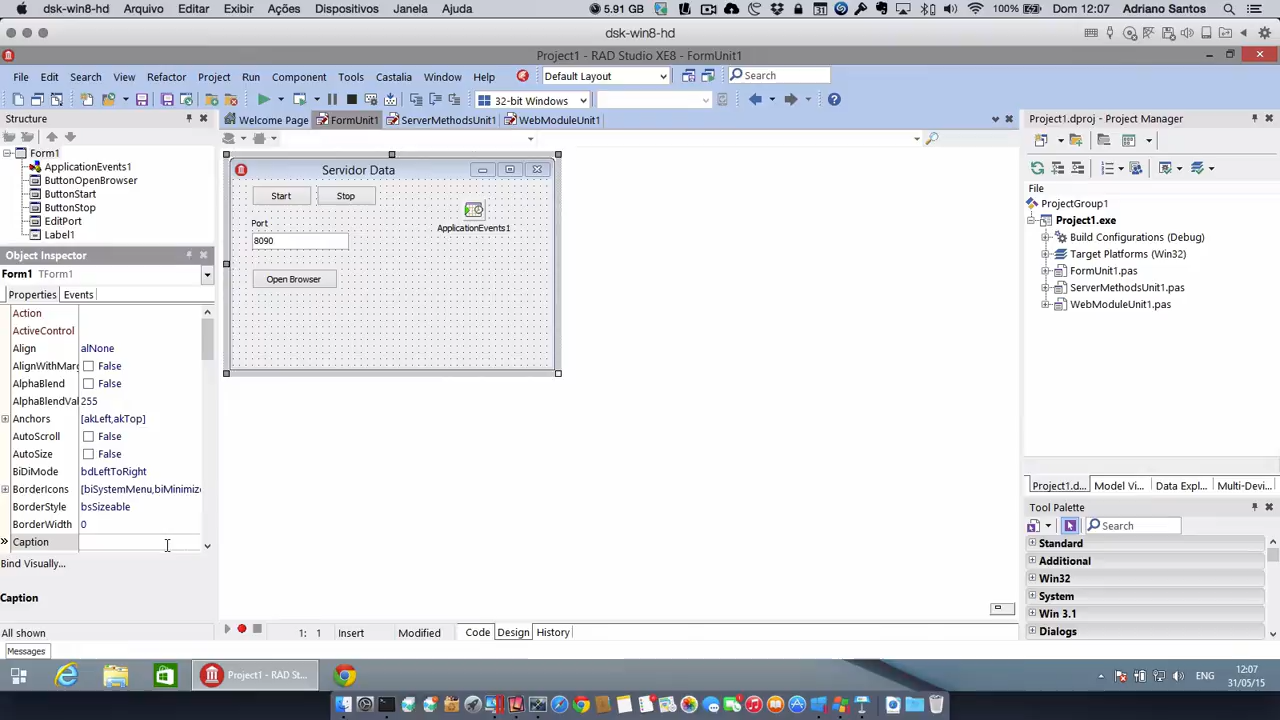 dsk-win8-hd Arquivo Editar Exibir Ações Dispositivos Janela Ajuda 5.91 GB 100% Dom 12:07 Adriano Santos
dsk-win8-hd
Project1 - RAD Studio XE8 - FormUnit1
File Edit Search View Refactor Project Run Component Tools Castalia Window Help Default Layout Search
32-bit Windows
Structure
Welcome Page FormUnit1 ServerMethodsUnit1 WebModuleUnit1
Project1.dproj - Project Manager
Form1
ApplicationEvents1
ButtonOpenBrowser
ButtonStart
ButtonStop
EditPort
Label1
Servidor Data
Start Stop
Port
8090
Open Browser
ApplicationEvents1
File
ProjectGroup1
Project1.exe
Build Configurations (Debug)
Target Platforms (Win32)
FormUnit1.pas
ServerMethodsUnit1.pas
WebModuleUnit1.pas
Object Inspector
Form1 TForm1
Properties Events
Action
ActiveControl
Align alNone
AlignWithMarg False
AlphaBlend False
AlphaBlendVal 255
Anchors [akLeft,akTop]
AutoScroll False
AutoSize False
BiDiMode bdLeftToRight
BorderIcons [biSystemMenu,biMinimize
BorderStyle bsSizeable
BorderWidth 0
Caption
Bind Visually...
Caption
All shown
Project1.d... Model Vi... Data Expl... Multi-Devi...
Tool Palette
Search
Standard
Additional
Win32
System
Win 3.1
Dialogs
1: 1 Insert Modified Code Design History
Messages
Project1 - RAD St...
ENG
12:07
31/05/15